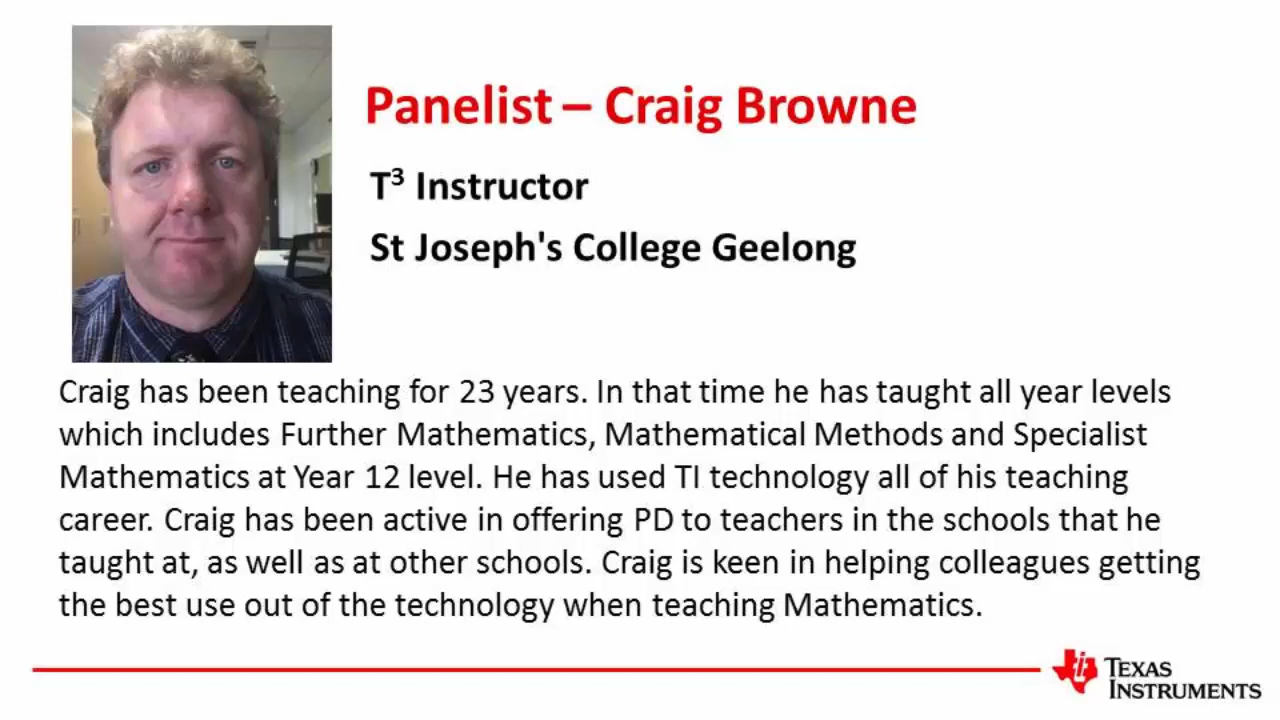 Panelist – Craig Browne
T³ Instructor
St Joseph's College Geelong
Craig has been teaching for 23 years. In that time he has taught all year levels
which includes Further Mathematics, Mathematical Methods and Specialist
Mathematics at Year 12 level. He has used TI technology all of his teaching
career. Craig has been active in offering PD to teachers in the schools that he
taught at, as well as at other schools. Craig is keen in helping colleagues getting
the best use out of the technology when teaching Mathematics.
TEXAS
INSTRUMENTS